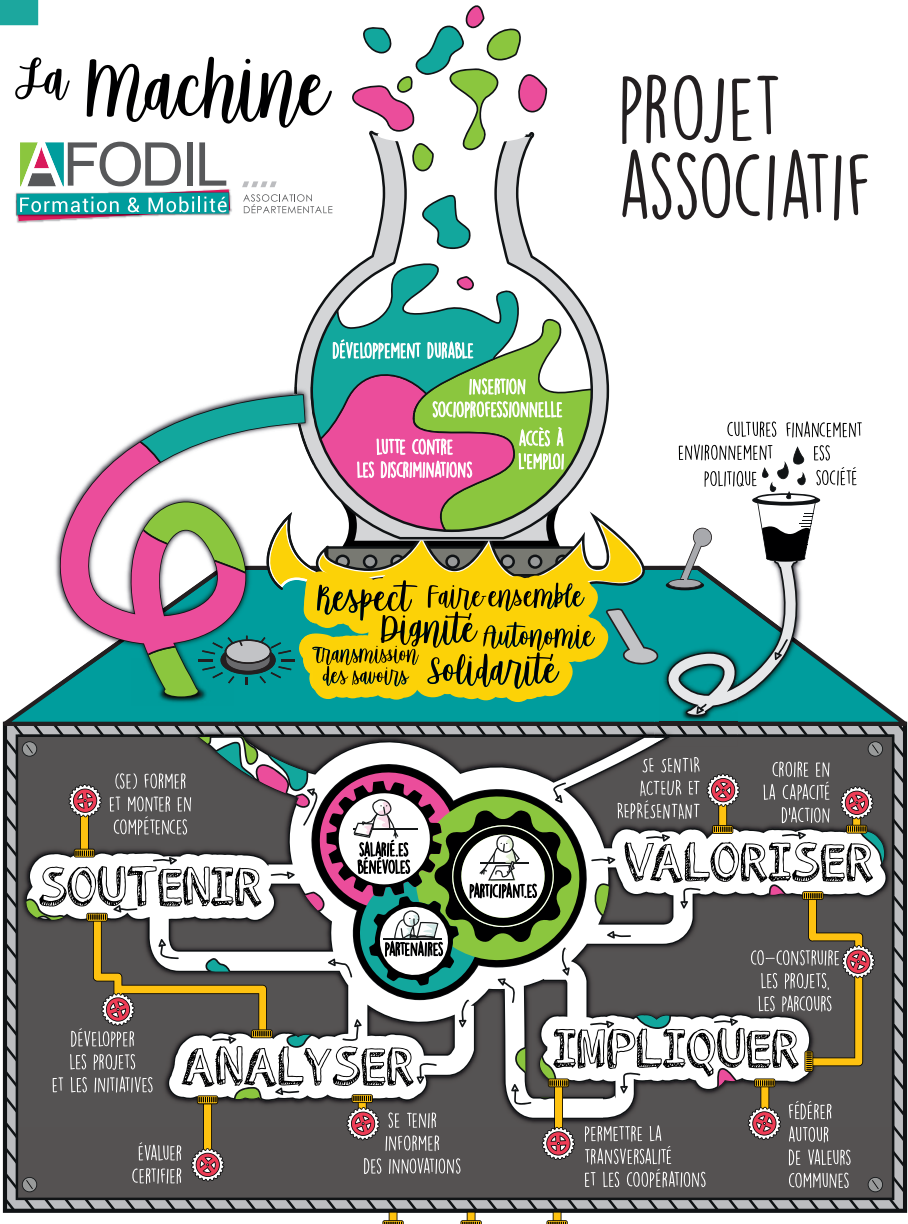 La Machine
AFODIL
Formation & Mobilité
ASSOCIATION
DÉPARTEMENTALE
PROJET
ASSOCIATIF
DÉVELOPPEMENT DURABLE
INSERTION
SOCIOPROFESSIONNELLE
ACCÈS À
L'EMPLOI
LUTTE CONTRE
LES DISCRIMINATIONS
CULTURES FINANCEMENT
ENVIRONNEMENT ESS
POLITIQUE SOCIÉTÉ
Respect Faire ensemble
Dignité Autonomie
Transmission
des savoirs Solidarité
(SE) FORMER
ET MONTER EN
COMPÉTENCES
SE SENTIR
ACTEUR ET
REPRÉSENTANT
CROIRE EN
LA CAPACITÉ
D'ACTION
SALARIÉ.ES
BÉNÉVOLES
PARTICIPANT.ES
PARTENAIRES
SOUTENIR
VALORISER
CO-CONSTRUIRE
LES PROJETS,
LES PARCOURS
DÉVELOPPER
LES PROJETS
ET LES INITIATIVES
ANALYSER
IMPLIQUER
ÉVALUER
CERTIFIER
SE TENIR
INFORMER
DES INNOVATIONS
PERMETTRE LA
TRANSVERSALITÉ
ET LES COOPÉRATIONS
FÉDÉRER
AUTOUR
DE VALEURS
COMMUNES